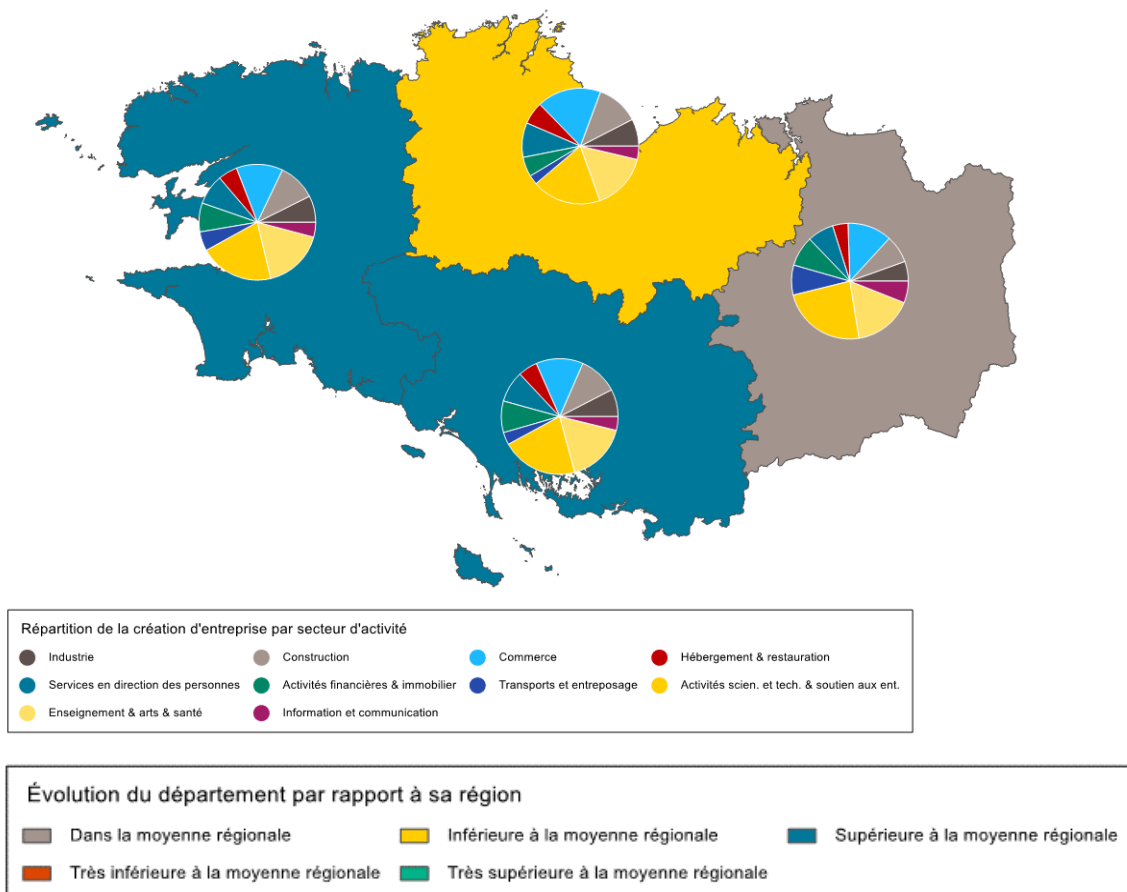 Répartition de la création d'entreprise par secteur d'activité
Industrie
Construction
Commerce
Hébergement & restauration
Services en direction des personnes
Activités financières & immobilier
Transports et entreposage
Activités scien. et tech. & soutien aux ent.
Enseignement & arts & santé
Information et communication
Évolution du département par rapport à sa région
Dans la moyenne régionale
Inférieure à la moyenne régionale
Supérieure à la moyenne régionale
Très inférieure à la moyenne régionale
Très supérieure à la moyenne régionale